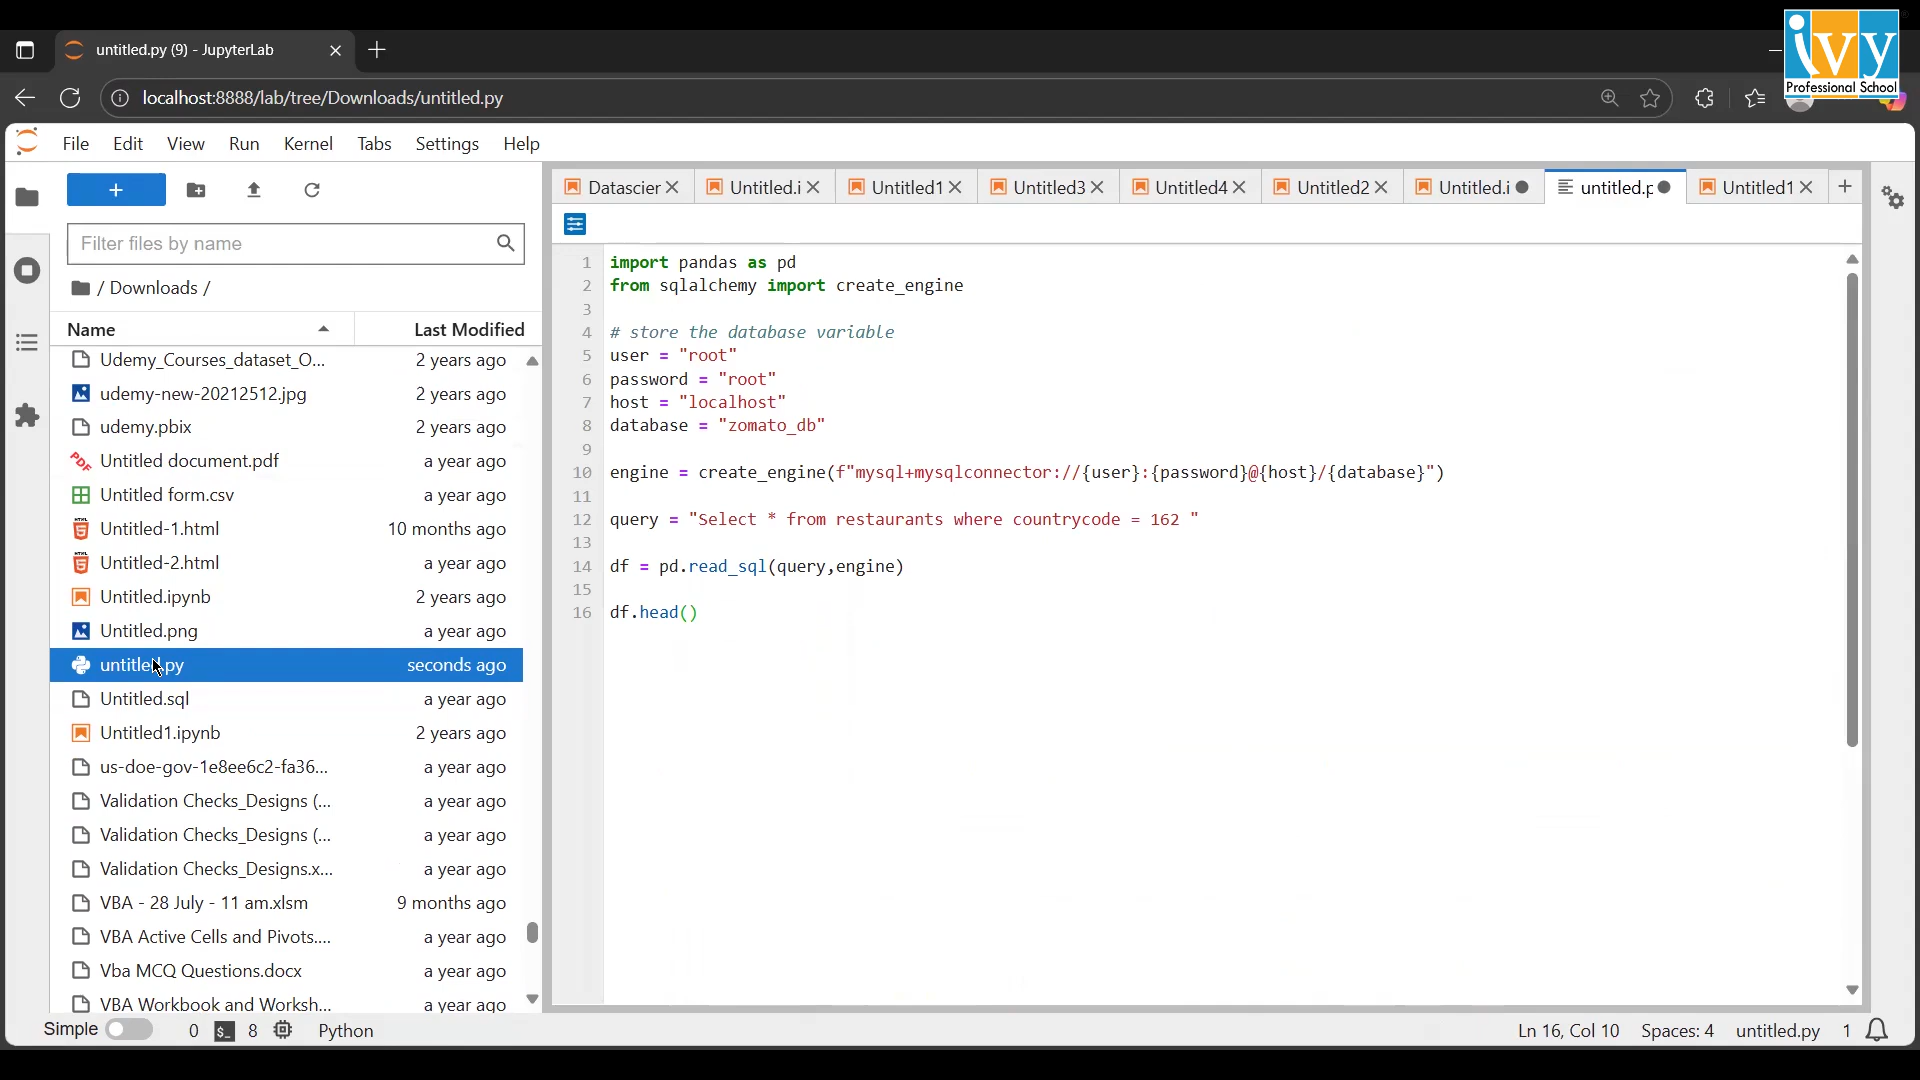 untitled.py (9) - JupyterLab
ivy
Professional School
localhost:8888/lab/tree/Downloads/untitled.py
File Edit View Run Kernel Tabs Settings Help
Datascier Untitled.i Untitled1 Untitled3 Untitled4 Untitled2 Untitled.i untitled.p Untitled1
Filter files by name
/ Downloads /
Name Last Modified
Udemy_Courses_dataset_O... 2 years ago
udemy-new-20212512.jpg 2 years ago
udemy.pbix 2 years ago
Untitled document.pdf a year ago
Untitled form.csv a year ago
Untitled-1.html 10 months ago
Untitled-2.html a year ago
Untitled.ipynb 2 years ago
Untitled.png a year ago
untitled.py seconds ago
Untitled.sql a year ago
Untitled1.ipynb 2 years ago
us-doe-gov-1e8ee6c2-fa36... a year ago
Validation Checks_Designs (... a year ago
Validation Checks_Designs (... a year ago
Validation Checks_Designs.x... a year ago
VBA - 28 July - 11 am.xlsm 9 months ago
VBA Active Cells and Pivots.... a year ago
Vba MCQ Questions.docx a year ago
VBA Workbook and Worksh... a year ago
1 import pandas as pd
2 from sqlalchemy import create_engine
3
4 # store the database variable
5 user = "root"
6 password = "root"
7 host = "localhost"
8 database = "zomato_db"
9
10 engine = create_engine(f"mysql+mysqlconnector://{user}:{password}@{host}/{database}")
11
12 query = "Select * from restaurants where countrycode = 162 "
13
14 df = pd.read_sql(query,engine)
15
16 df.head()
Simple 0 $_ 8 Python Ln 16, Col 10 Spaces: 4 untitled.py 1